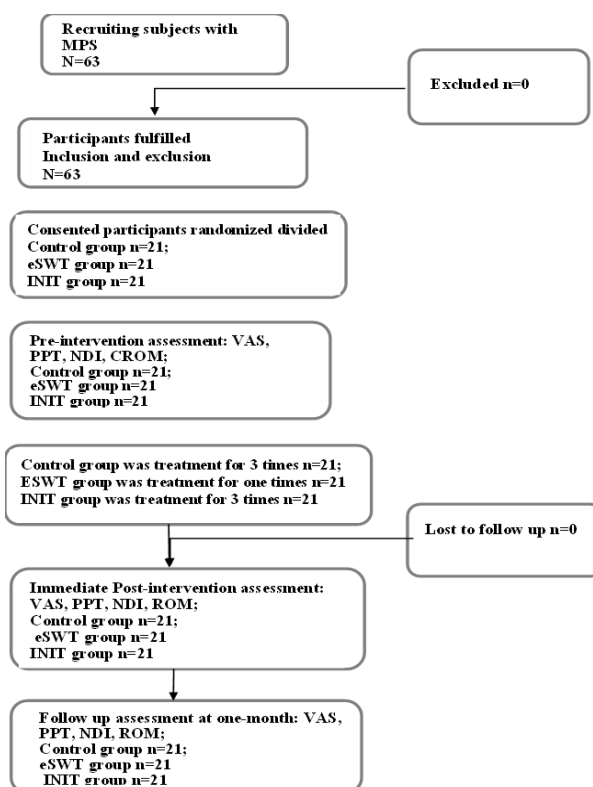 Recruiting subjects with
MPS
N=63
Excluded n=0
Participants fulfilled
Inclusion and exclusion
N=63
Consented participants randomized divided
Control group n=21;
eSWT group n=21
INIT group n=21
Pre-intervention assessment: VAS,
PPT, NDI, CROM;
Control group n=21;
eSWT group n=21
INIT group n=21
Control group was treatment for 3 times n=21;
ESWT group was treatment for one times n=21
INIT group was treatment for 3 times n=21
Lost to follow up n=0
Immediate Post-intervention assessment:
VAS, PPT, NDI, ROM;
Control group n=21;
eSWT group n=21
INIT group n=21
Follow up assessment at one-month: VAS,
PPT, NDI, ROM;
Control group n=21;
eSWT group n=21
INIT group n=21